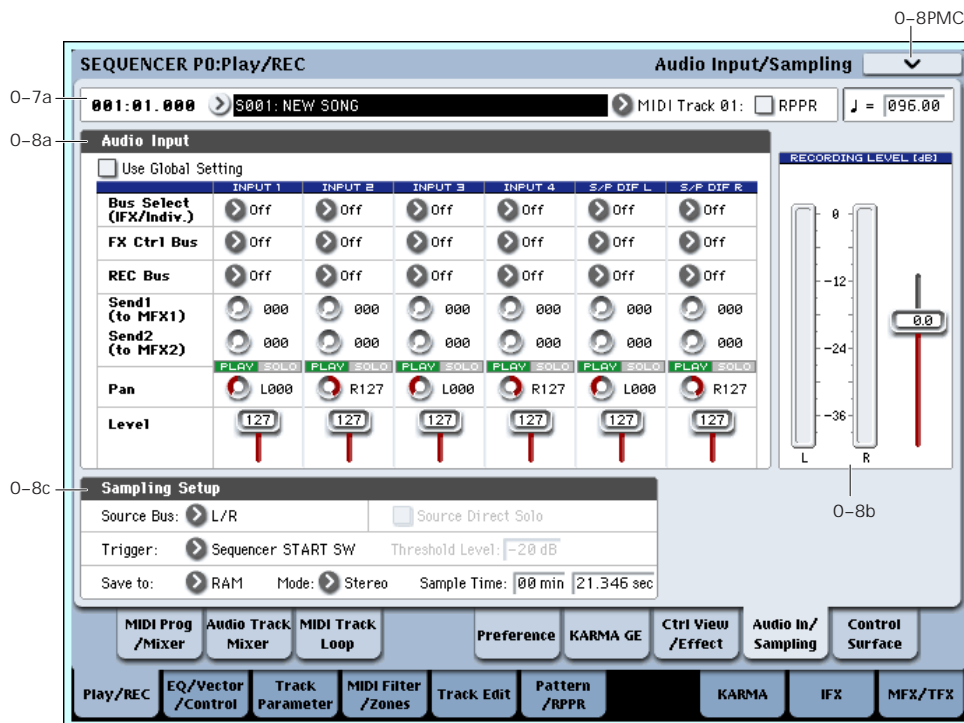 0–8PMC
SEQUENCER P0:Play/REC Audio Input/Sampling
0–7a
001:01.000 S001: NEW SONG MIDI Track 01: RPPR ♩ = 096.00
0–8a
Audio Input
RECORDING LEVEL [dB]
Use Global Setting
INPUT 1 INPUT 2 INPUT 3 INPUT 4 S/P DIF L S/P DIF R
Bus Select
(IFX/Indiv.) Off Off Off Off Off Off
FX Ctrl Bus Off Off Off Off Off Off
REC Bus Off Off Off Off Off Off
Send1
(to MFX1) 000 000 000 000 000 000
Send2
(to MFX2) 000 000 000 000 000 000
PLAY SOLO PLAY SOLO PLAY SOLO PLAY SOLO PLAY SOLO PLAY SOLO
Pan L000 R127 L000 R127 L000 R127
Level 127 127 127 127 127 127
0
-12
-24
-36
0.0
L R
0–8b
0–8c
Sampling Setup
Source Bus: L/R Source Direct Solo
Trigger: Sequencer START SW Threshold Level: -20 dB
Save to: RAM Mode: Stereo Sample Time: 00 min 21.346 sec
MIDI Prog
/Mixer
Audio Track
Mixer
MIDI Track
Loop
Preference
KARMA GE
Ctrl View
/Effect
Audio In/
Sampling
Control
Surface
Play/REC
EQ/Vector
/Control
Track
Parameter
MIDI Filter
/Zones
Track Edit
Pattern
/RPPR
KARMA
IFX
MFX/TFX